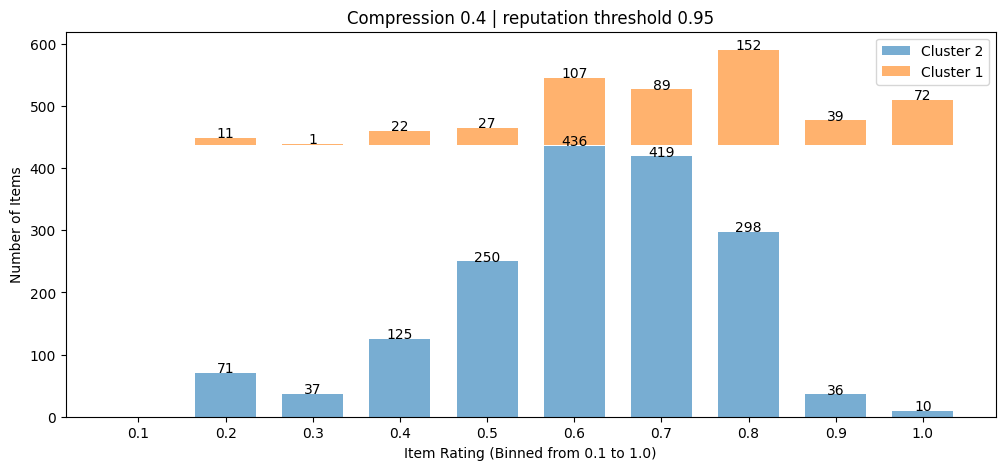 Compression 0.4 | reputation threshold 0.95
Number of Items
600
500
400
300
200
100
0
Cluster 2
Cluster 1
11 1 22 27 107 89 152 39 72
71 37 125 250 436 419 298 36 10
0.1 0.2 0.3 0.4 0.5 0.6 0.7 0.8 0.9 1.0
Item Rating (Binned from 0.1 to 1.0)